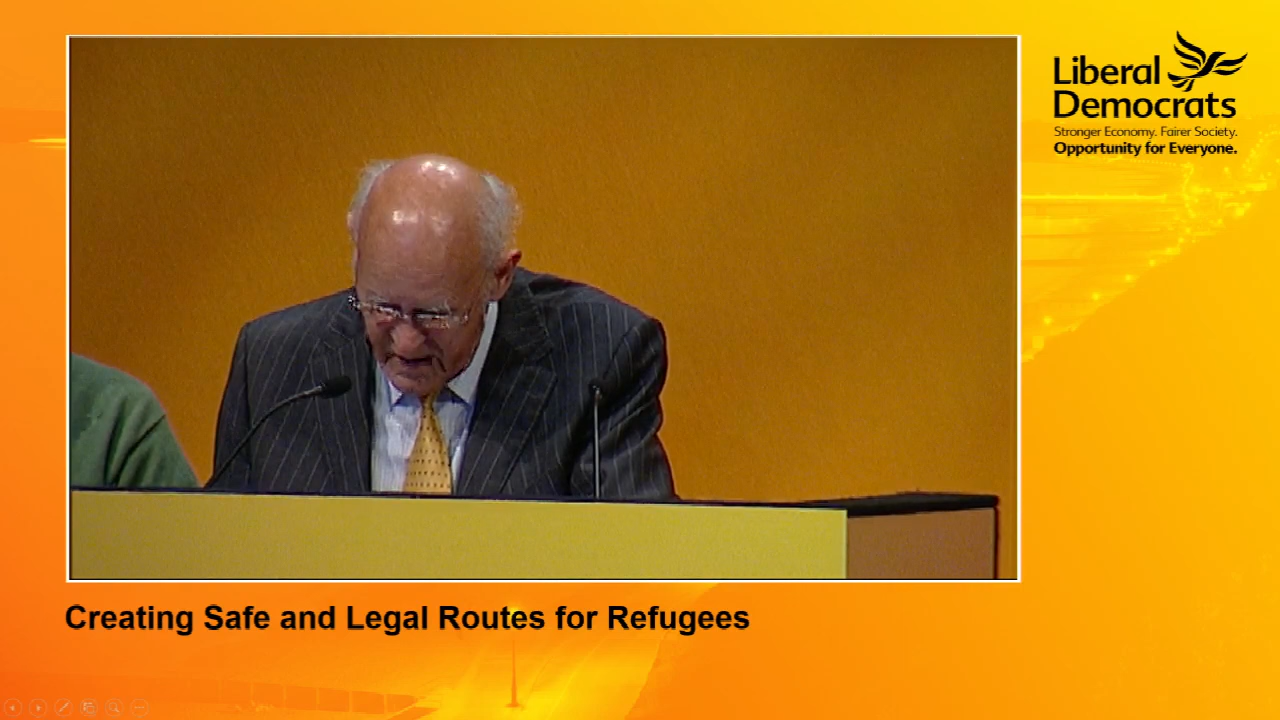 Liberal
Democrats
Stronger Economy. Fairer Society.
Opportunity for Everyone.
Creating Safe and Legal Routes for Refugees